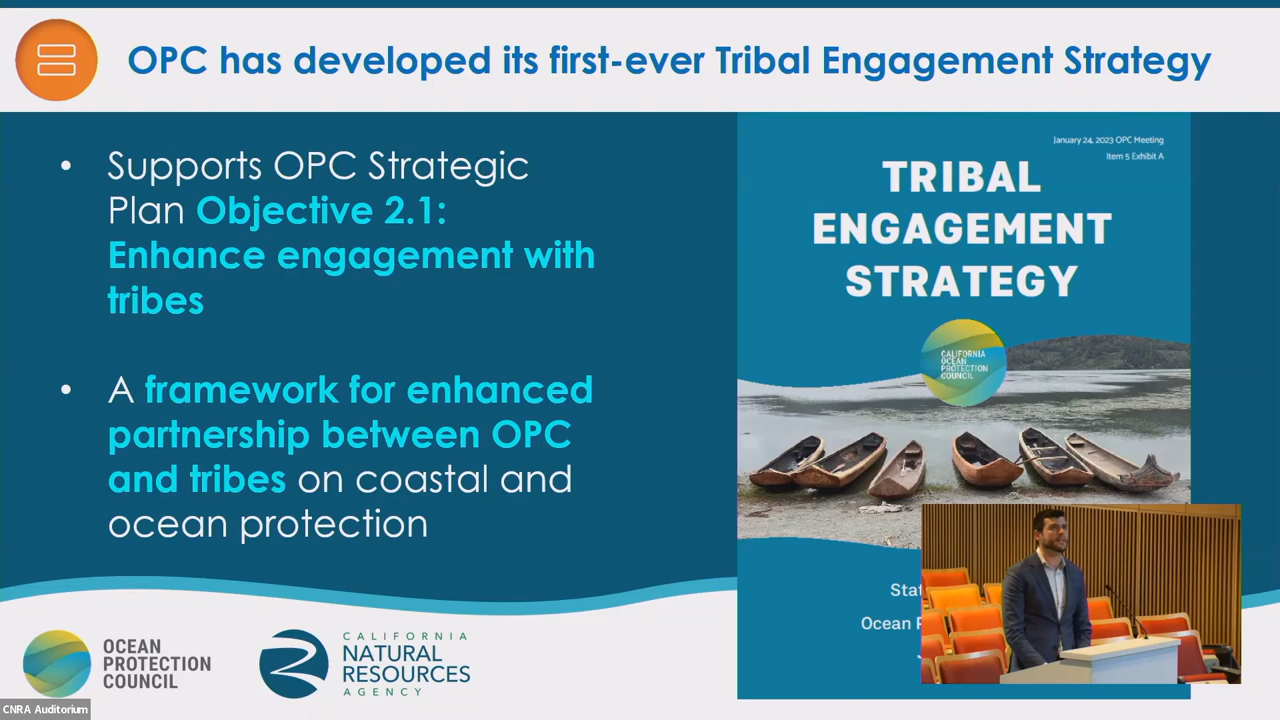 OPC has developed its first-ever Tribal Engagement Strategy
• Supports OPC Strategic
Plan Objective 2.1:
Enhance engagement with
tribes
• A framework for enhanced
partnership between OPC
and tribes on coastal and
ocean protection
January 24, 2023 OPC Meeting
Item 5 Exhibit A
TRIBAL
ENGAGEMENT
STRATEGY
CALIFORNIA
OCEAN
PROTECTION
COUNCIL
Ocean
OCEAN
PROTECTION
COUNCIL
CALIFORNIA
NATURAL
RESOURCES
AGENCY
CNRA Auditorium